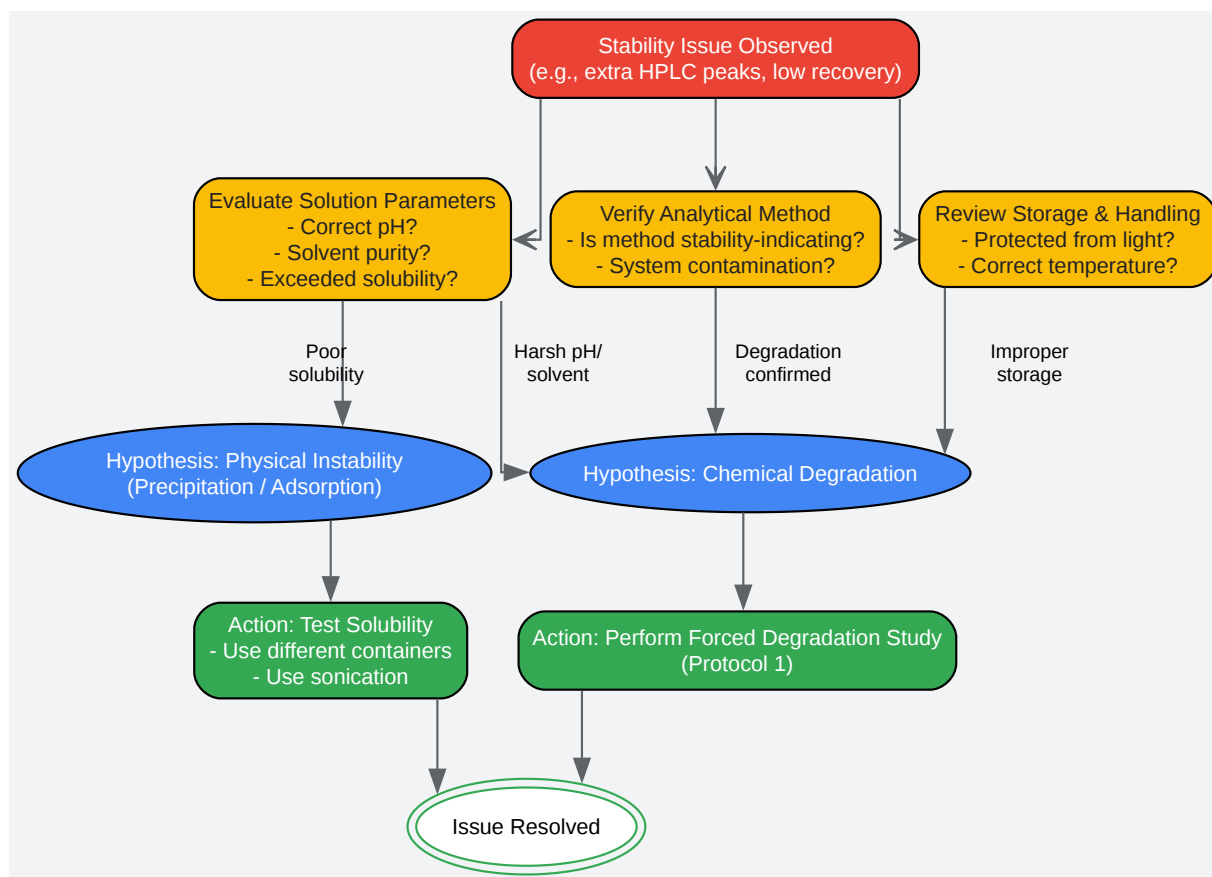 Stability Issue Observed
(e.g., extra HPLC peaks, low recovery)
Evaluate Solution Parameters
- Correct pH?
- Solvent purity?
- Exceeded solubility?
Verify Analytical Method
- Is method stability-indicating?
- System contamination?
Review Storage & Handling
- Protected from light?
- Correct temperature?
Poor
solubility
Harsh pH/
solvent
Degradation
confirmed
Improper
storage
Hypothesis: Physical Instability
(Precipitation / Adsorption)
Hypothesis: Chemical Degradation
Action: Test Solubility
- Use different containers
- Use sonication
Action: Perform Forced Degradation Study
(Protocol 1)
Issue Resolved